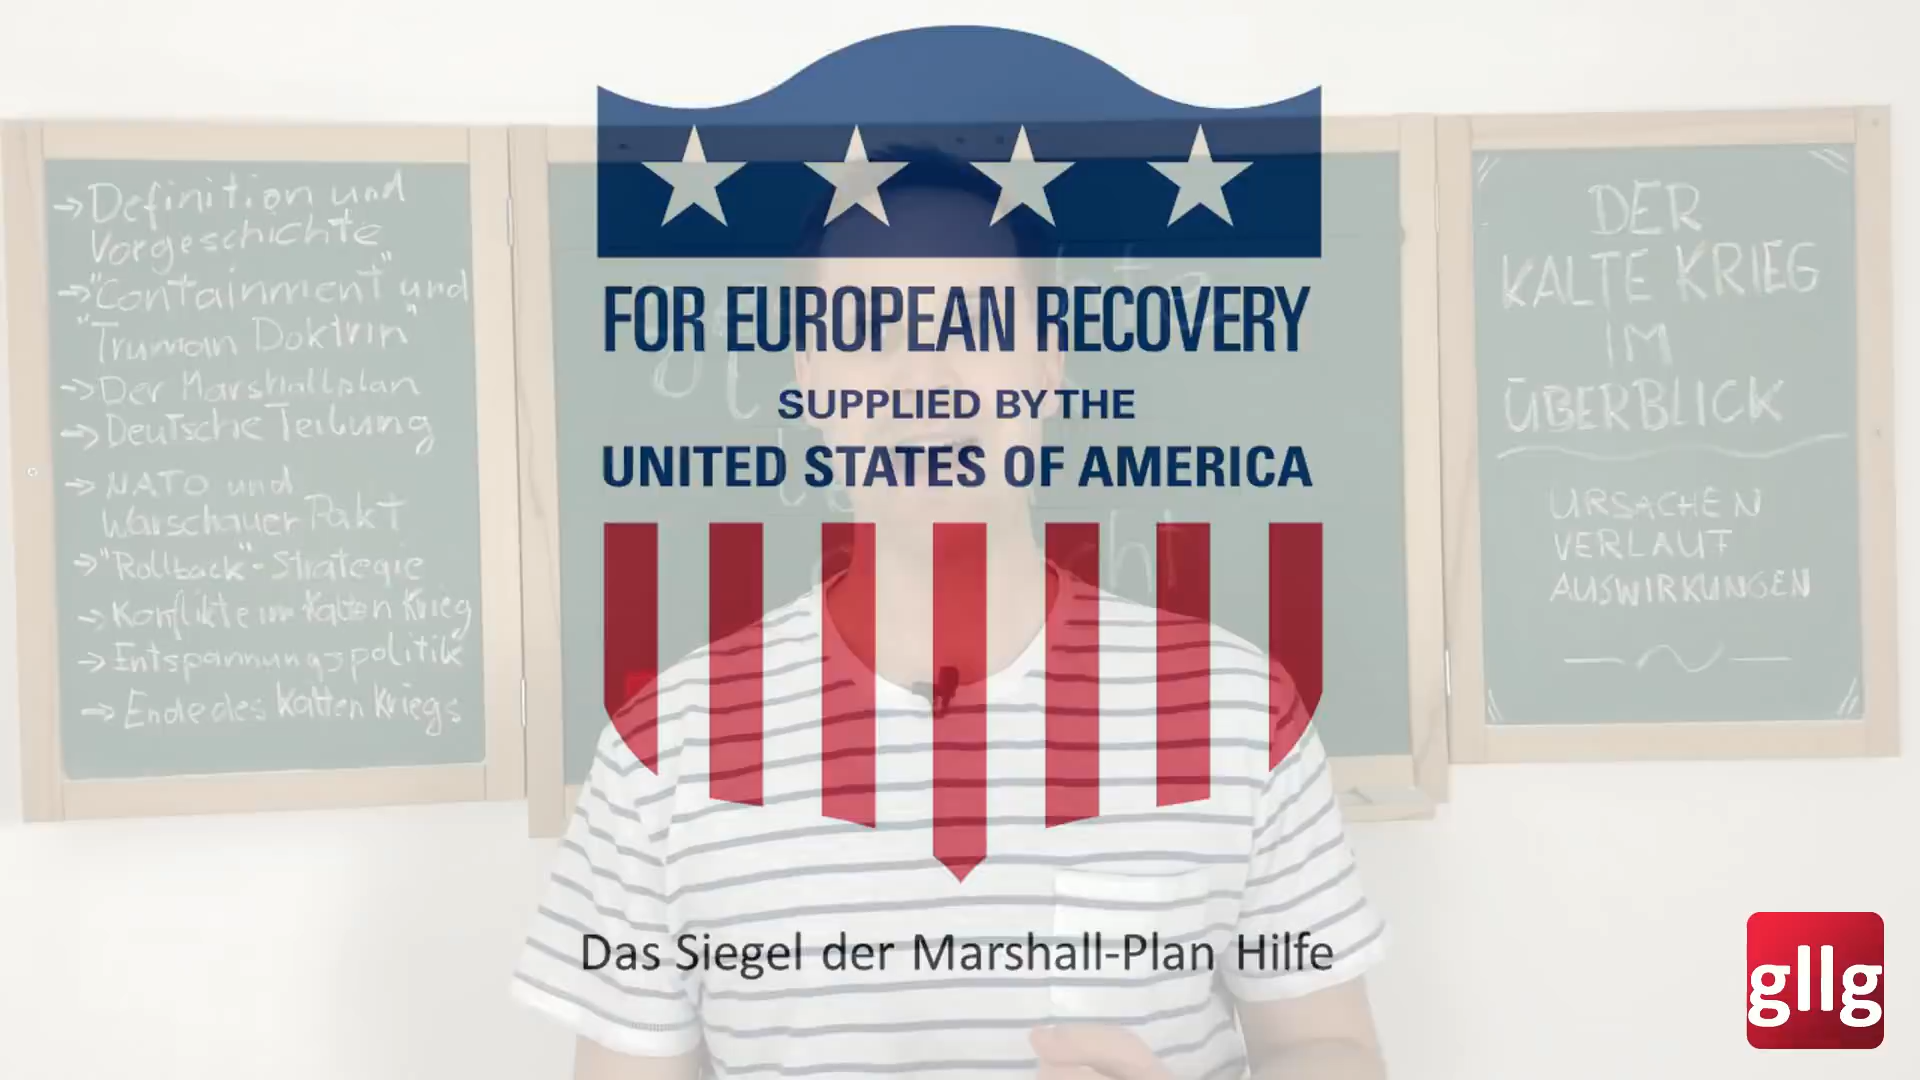 →Definition und
Vorgeschichte
→"Containment" und
"Truman Doktrin"
→Der Marshallplan
→Deutsche Teilung
→NATO und
Warschauer Pakt
→"Rollback"-Strategie
→Konflikte im Kalten Krieg
→Entspannungspolitik
→Ende des Kalten Kriegs
FOR EUROPEAN RECOVERY
SUPPLIED BY THE
UNITED STATES OF AMERICA
Das Siegel der Marshall-Plan Hilfe
DER
KALTE KRIEG
IM
ÜBERBLICK
URSACHEN
VERLAUF
AUSWIRKUNGEN
gllg